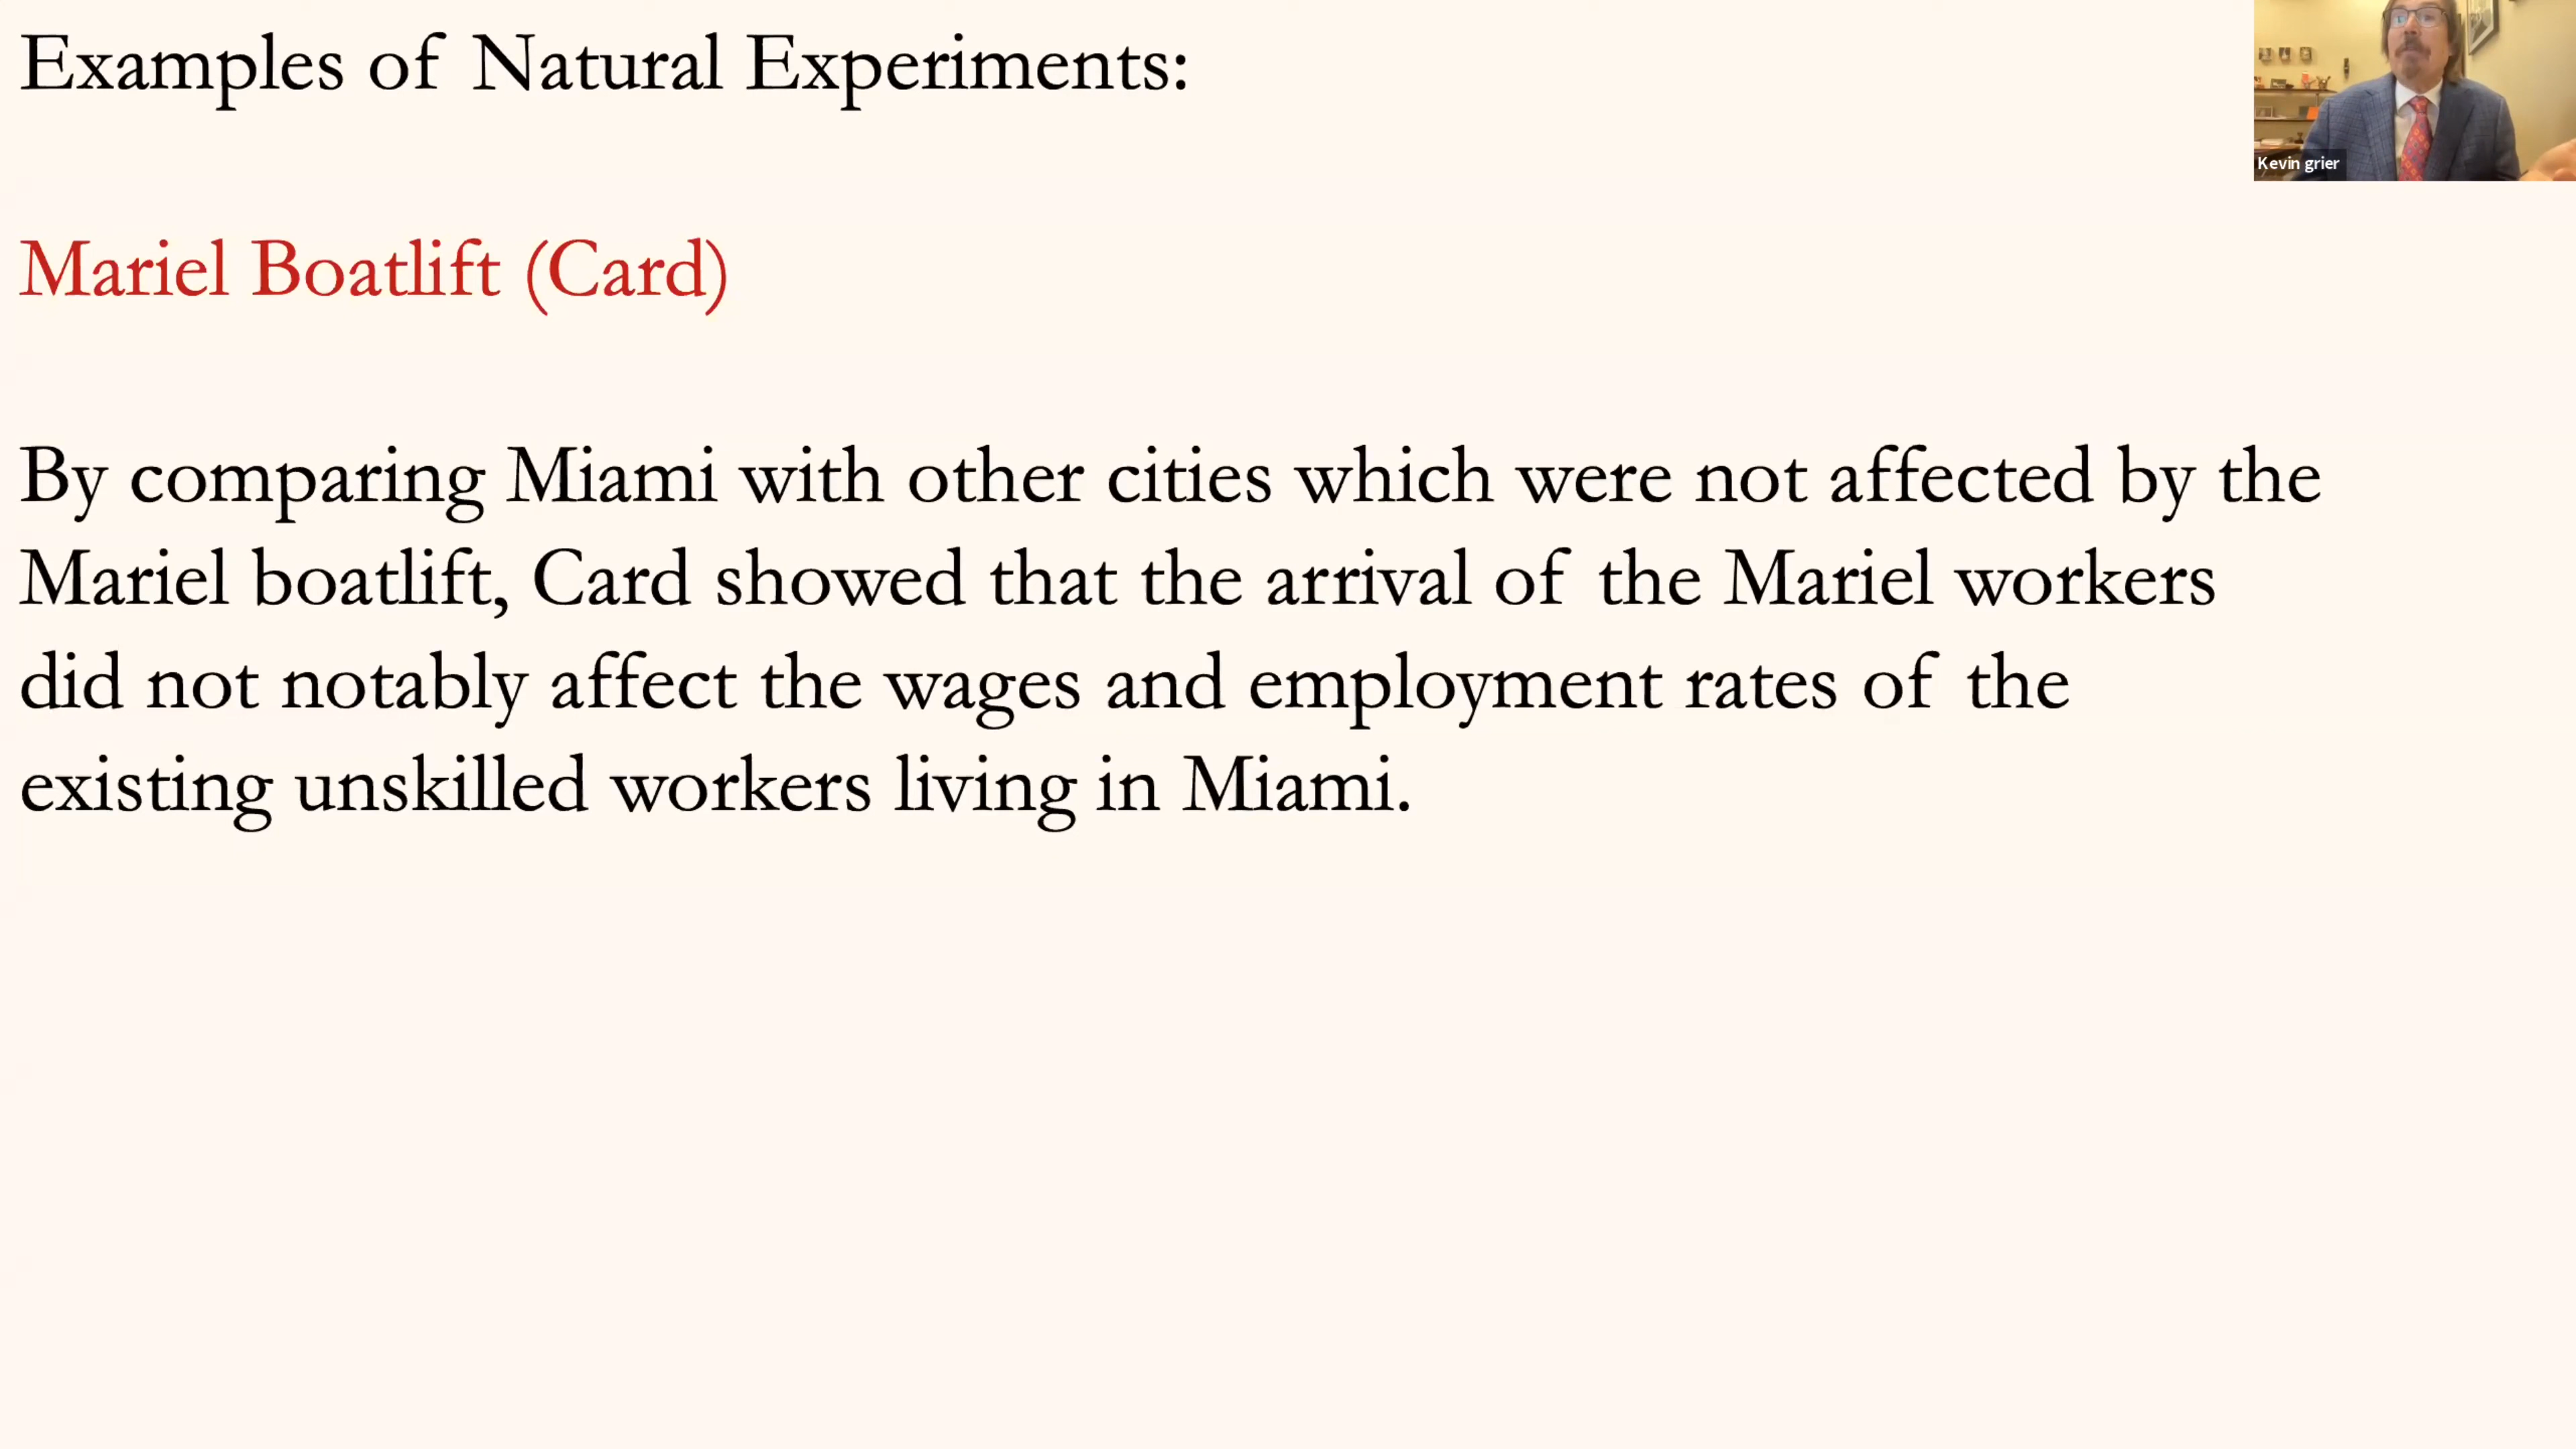 Examples of Natural Experiments:
Kevin grier
Mariel Boatlift (Card)
By comparing Miami with other cities which were not affected by the
Mariel boatlift, Card showed that the arrival of the Mariel workers
did not notably affect the wages and employment rates of the
existing unskilled workers living in Miami.